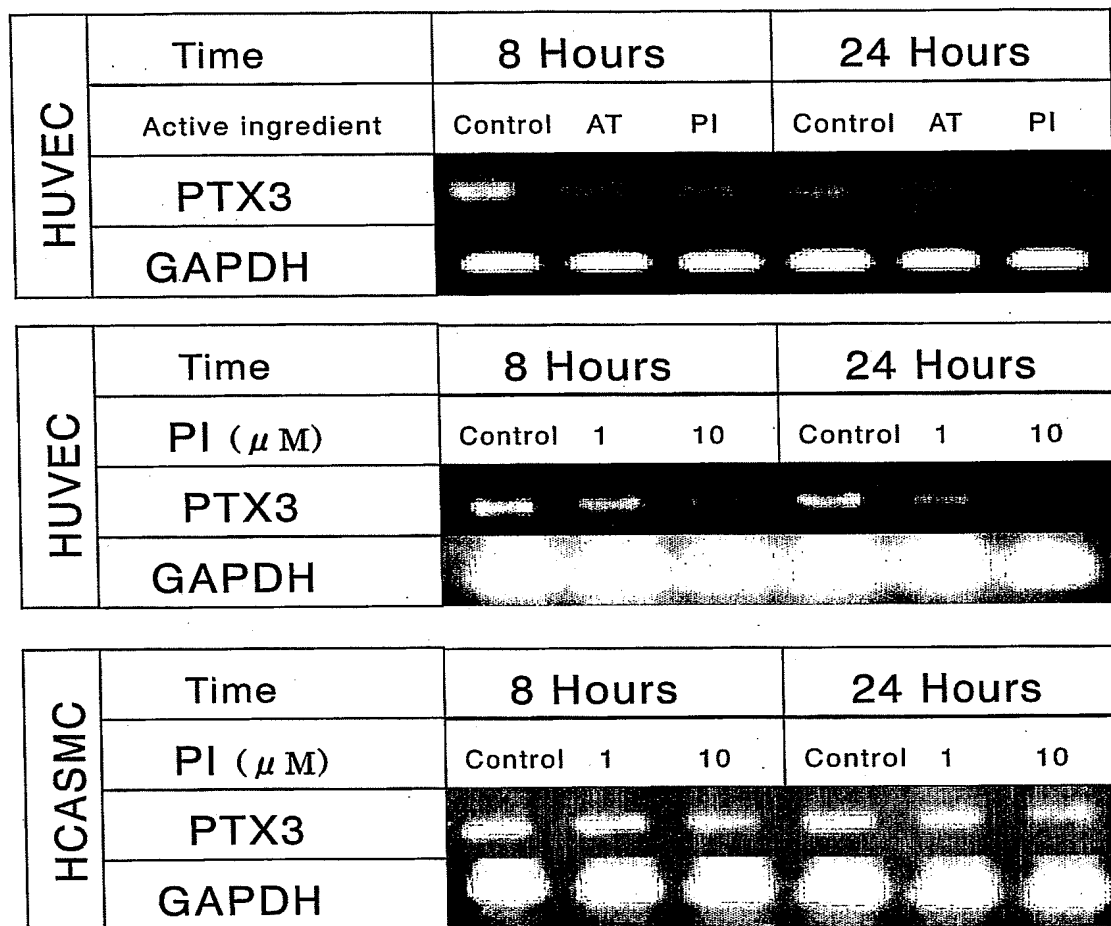 HUVEC
Time 8 Hours 24 Hours
Active ingredient Control AT PI Control AT PI
PTX3
GAPDH
HUVEC
Time 8 Hours 24 Hours
PI (μM) Control 1 10 Control 1 10
PTX3
GAPDH
HCASMC
Time 8 Hours 24 Hours
PI (μM) Control 1 10 Control 1 10
PTX3
GAPDH